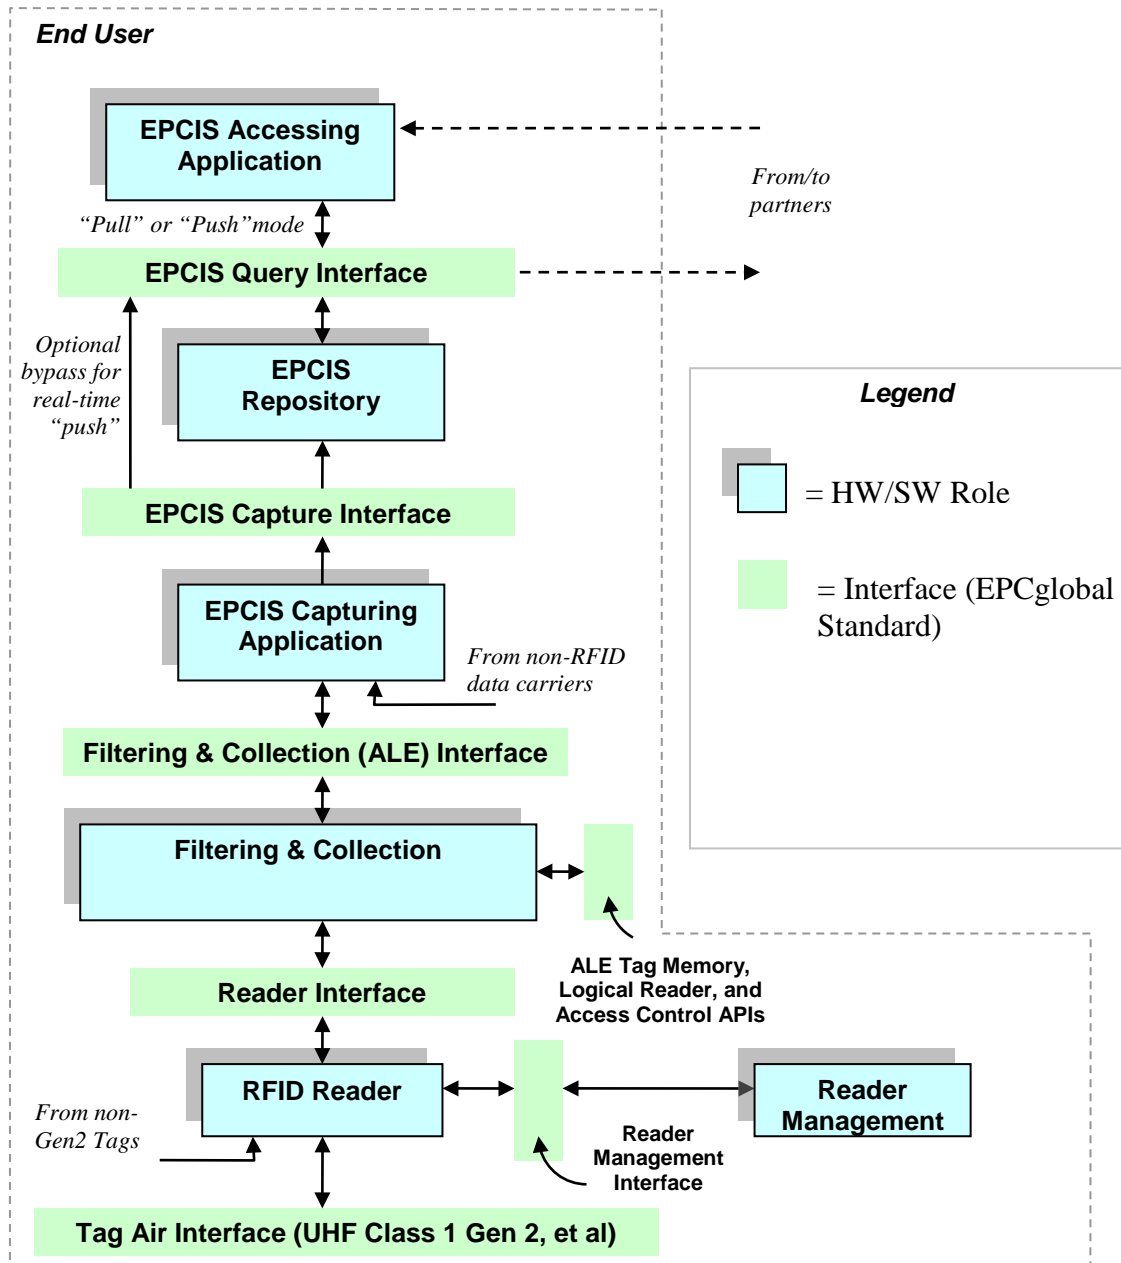 End User
EPCIS Accessing
Application
From/to
partners
“Pull” or “Push”mode
EPCIS Query Interface
Optional
bypass for
real-time
“push”
EPCIS
Repository
Legend
= HW/SW Role
= Interface (EPCglobal
Standard)
EPCIS Capture Interface
EPCIS Capturing
Application
From non-RFID
data carriers
Filtering & Collection (ALE) Interface
Filtering & Collection
ALE Tag Memory,
Logical Reader, and
Access Control APIs
Reader Interface
RFID Reader
Reader
Management
From non-
Gen2 Tags
Reader
Management
Interface
Tag Air Interface (UHF Class 1 Gen 2, et al)